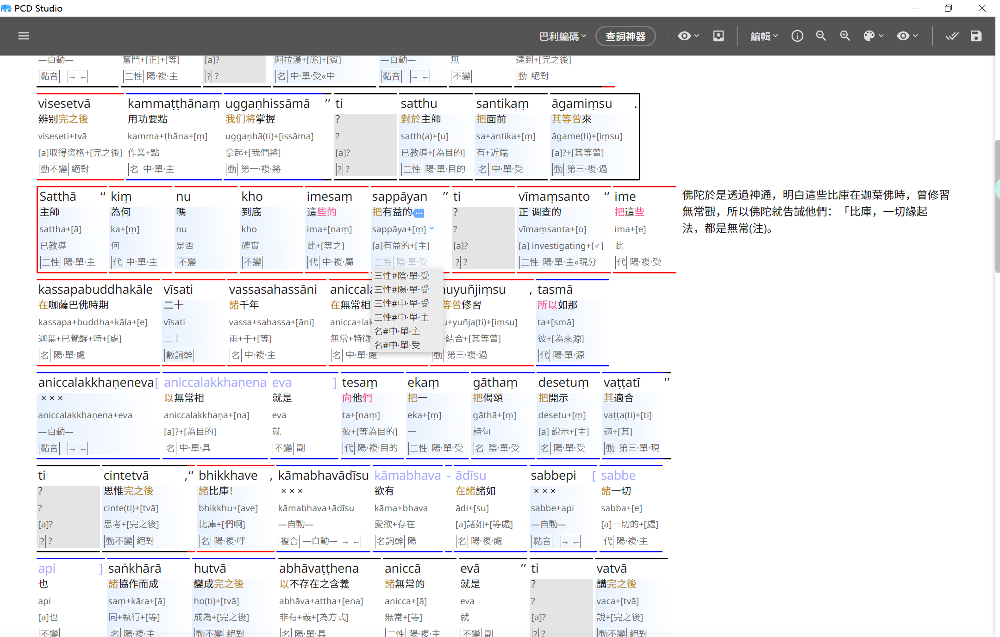 PCD Studio
巴利編碼 查詞神器 編輯
—自動— 奮鬥+[正]+[等] [a]? 阿拉漢+[態]+[賓] —自動— 無 達到+[完之後]
黏音 → ← 三性 陽·複·主 ? ? 名 中·單·受«中 黏音 → ← 不變 動 絕對
visesetvā kammaṭṭhānaṃ uggaṇhissāmā ” ti satthu santikaṃ āgamiṃsu .
辨别完之後 用功要點 我们将掌握 ? 對於主師 把面前 其等曾來
viseseti+tvā kamma+ṭhāna+[ṃ] uggaṇhā(ti)+[issāma] ? satth(a)+[u] sa+antika+[ṃ] āgame(ti)+[iṃsu]
[a]取得资格+[完之後] 作業+點 拿起+[我們將] [a]? 已教導+[為目的] 有+近端 [a]?+[其等曾]
動不變 絕對 名 中·單·主 動 第一·複·將 ? ? 三性 陽·單·目的 名 中·單·受 動 第三·複·過
Satthā “ kiṃ nu kho imesaṃ sappāyan ” ti vīmaṃsanto “ ime
主師 為何 嗎 到底 這些的 把有益的 ? 正 调查的 把這些
sattha+[ā] ka+[ṃ] nu kho ima+[naṃ] sappāya+[ṃ] ? vīmaṃsanta+[o] ima+[e]
已教導 何 是否 確實 此+[等之] [a]有益的+[主] [a]? [a] investigating+[♂] 此
三性 陽·單·主 代 中·單·主 不變 不變 代 中·複·屬 三性 陰·單·受 ? ? 三性 陽·單·主«現分 代 陽·複·受
佛陀於是透過神通，明白這些比庫在迦葉佛時，曾修習
無常觀，所以佛陀就告誡他們：「比庫，一切緣起
法，都是無常(注)。
三性#陰·單·受
三性#陽·單·受
三性#中·單·受
三性#中·單·主
名#中·單·主
名#中·單·受
kassapabuddhakāle vīsati vassasahassāni aniccala uyuñjiṃsu , tasmā
在咖薩巴佛時期 二十 諸千年 在無常相 等曾修習 所以如那
kassapa+buddha+kāla+[e] vīsati vassa+sahassa+[āni] anicca+lak u+yuñja(ti)+[iṃsu] ta+[smā]
迦葉+已覺醒+時+[處] 二十 雨+千+[等] 無常+特徵 結合+[其等曾] 彼+[為來源]
名 陽·單·處 數詞幹 名 中·複·主 名 中·單·處 動 第三·複·過 代 陽·單·源
aniccalakkhaṇeneva [ aniccalakkhaṇena eva ] tesaṃ ekaṃ gāthaṃ desetuṃ vaṭṭatī ”
××× 以無常相 就是 向他們 把一 把偈頌 把開示 其適合
aniccalakkhaṇena+eva aniccalakkhaṇa+[na] eva ta+[naṃ] eka+[ṃ] gāthā+[ṃ] desetu+[ṃ] vaṭṭa(ti)+[ti]
—自動— [a]?+[為目的] 就 彼+[等為目的] 一 詩句 [a] 說示+[主] 適+[其]
黏音 → ← 名 中·單·具 不變 副 代 陽·複·目的 三性 陽·單·受 名 陰·單·受 名 陽·單·受 動 第三·單·現
ti cintetvā ,“ bhikkhave , kāmabhavādīsu kāmabhava - ādīsu sabbepi [ sabbe
? 思惟完之後 諸比庫！ ××× 欲有 在諸諸如 ××× 諸一切
? cinte(ti)+[tvā] bhikkhu+[ave] kāmabhava+ādīsu kāma+bhava ādi+[su] sabbe+api sabba+[e]
[a]? 思考+[完之後] 比庫+[們啊] —自動— 愛欲+存在 [a]諸如+[等處] —自動— [a]一切的+[處]
? ? 動不變 絕對 名 陽·複·呼 複合 —自動— → ← 名詞幹 陽 名 陽·複·處 黏音 → ← 代 陽·複·主
api ] saṅkhārā hutvā abhāvaṭṭhena aniccā evā ” ti vatvā
也 諸協作而成 變成完之後 以不存在之含義 諸無常的 就是 ? 講完之後
api saṃ+kāra+[ā] ho(ti)+[tvā] abhāva+attha+[ena] anicca+[ā] eva ? vaca+[tvā]
[a]也 同+執行+[等] 成為+[完之後] 非有+義+[為方式] 無常+[等] 就 [a]? 說+[完之後]
不變 名 陽·複·主 動不變 絕對 名 陽·單·具 三性 陽·複·主 不變 副 ? ? 動不變 絕對